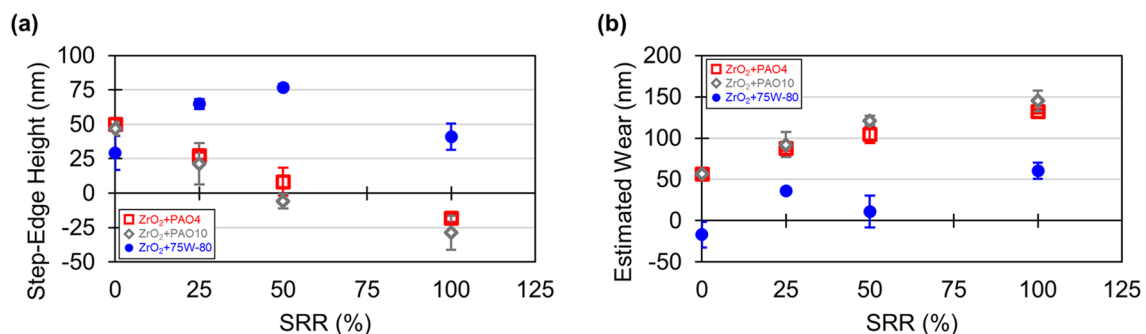 (a)
Step-Edge Height (nm)
100
75
50
25
0
-25
-50
ZrO₂+PAO4
ZrO₂+PAO10
ZrO₂+75W-80
0 25 50 75 100 125
SRR (%)
(b)
Estimated Wear (nm)
200
150
100
50
0
-50
ZrO₂+PAO4
ZrO₂+PAO10
ZrO₂+75W-80
0 25 50 75 100 125
SRR (%)